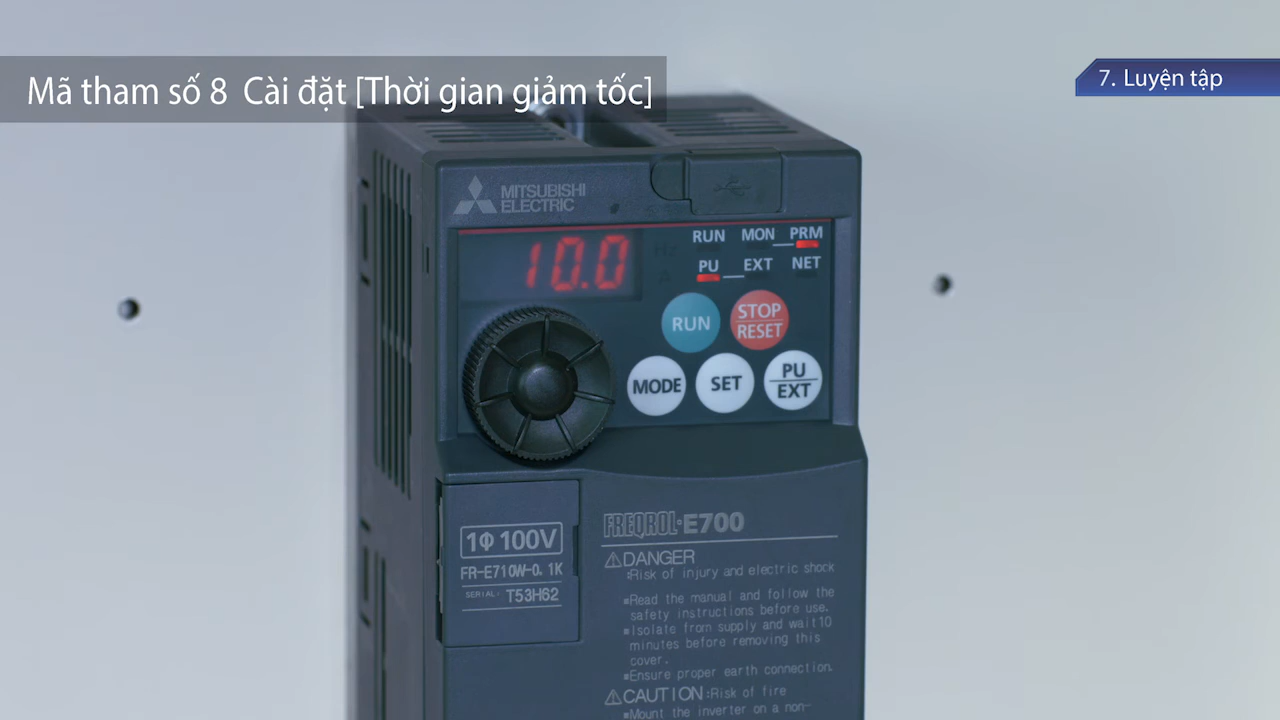 Mã tham số 8 Cài đặt [Thời gian giảm tốc]
7. Luyện tập
MITSUBISHI
ELECTRIC
10.0
Hz
A
RUN MON PRM
PU EXT NET
RUN
STOP
RESET
MODE
SET
PU
EXT
1Φ 100V
FR-E710W-0.1K
SERIAL: T53H62
FREQROL-E700
⚠DANGER
:Risk of injury and electric shock
■Read the manual and follow the
safety instructions before use.
■Isolate from supply and wait10
minutes before removing this
cover.
■Ensure proper earth connection.
⚠CAUTION:Risk of fire
■Mount the inverter on a non-